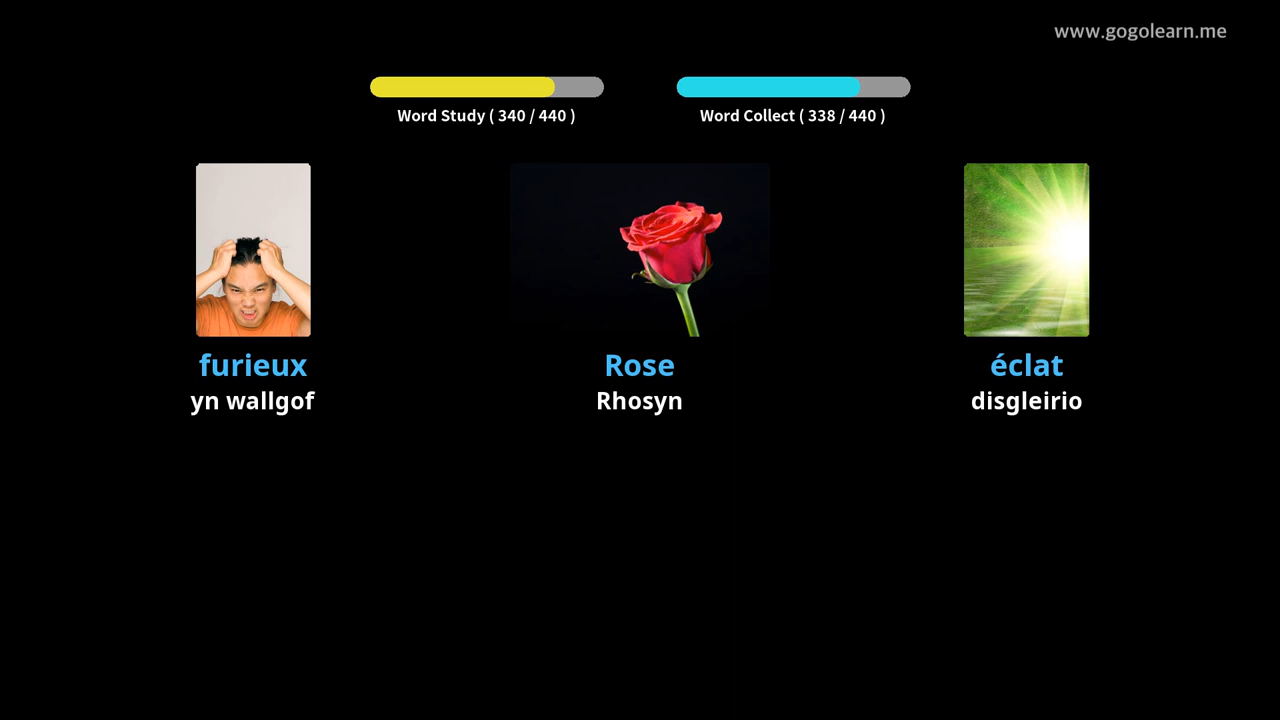 www.gogolearn.me
Word Study ( 340 / 440 )
Word Collect ( 338 / 440 )
furieux
yn wallgof
Rose
Rhosyn
éclat
disgleirio